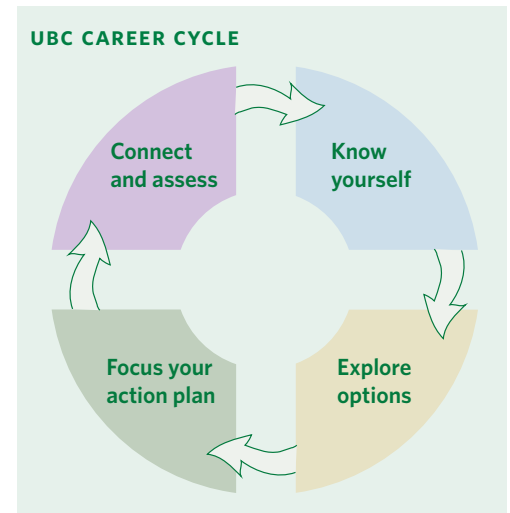 UBC CAREER CYCLE
Connect
and assess
Know
yourself
Focus your
action plan
Explore
options